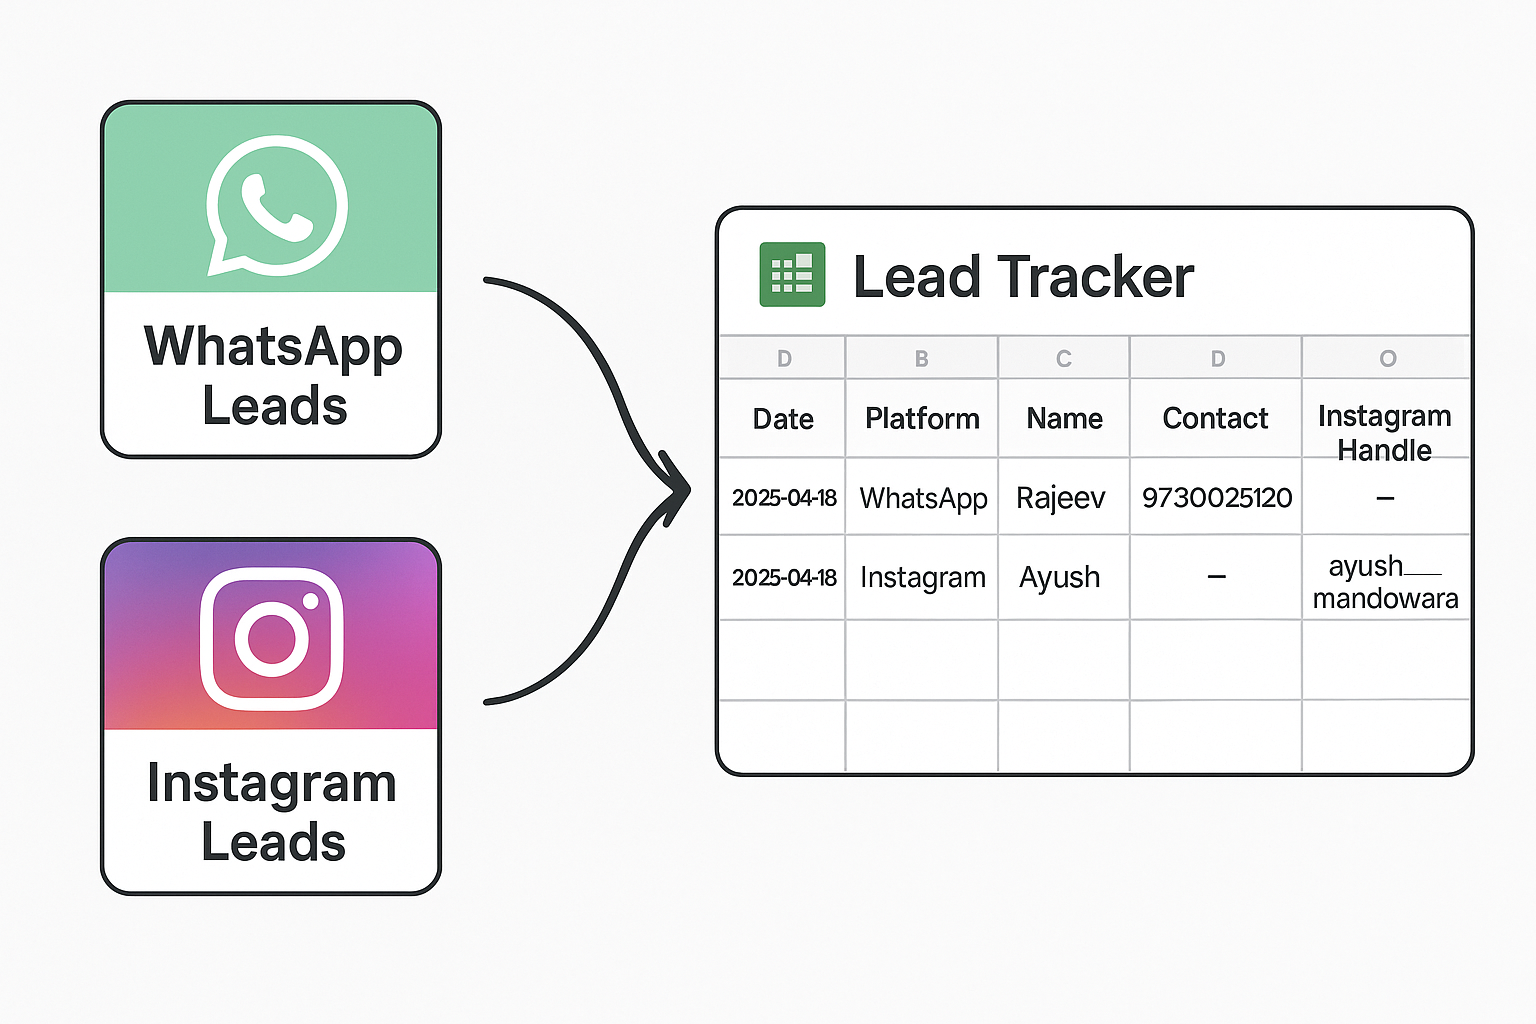 WhatsApp
Leads
Instagram
Leads
Lead Tracker
D B C D O
Date Platform Name Contact Instagram
Handle
2025-04-18 WhatsApp Rajeev 9730025120 –
2025-04-18 Instagram Ayush – ayush__
mandowara